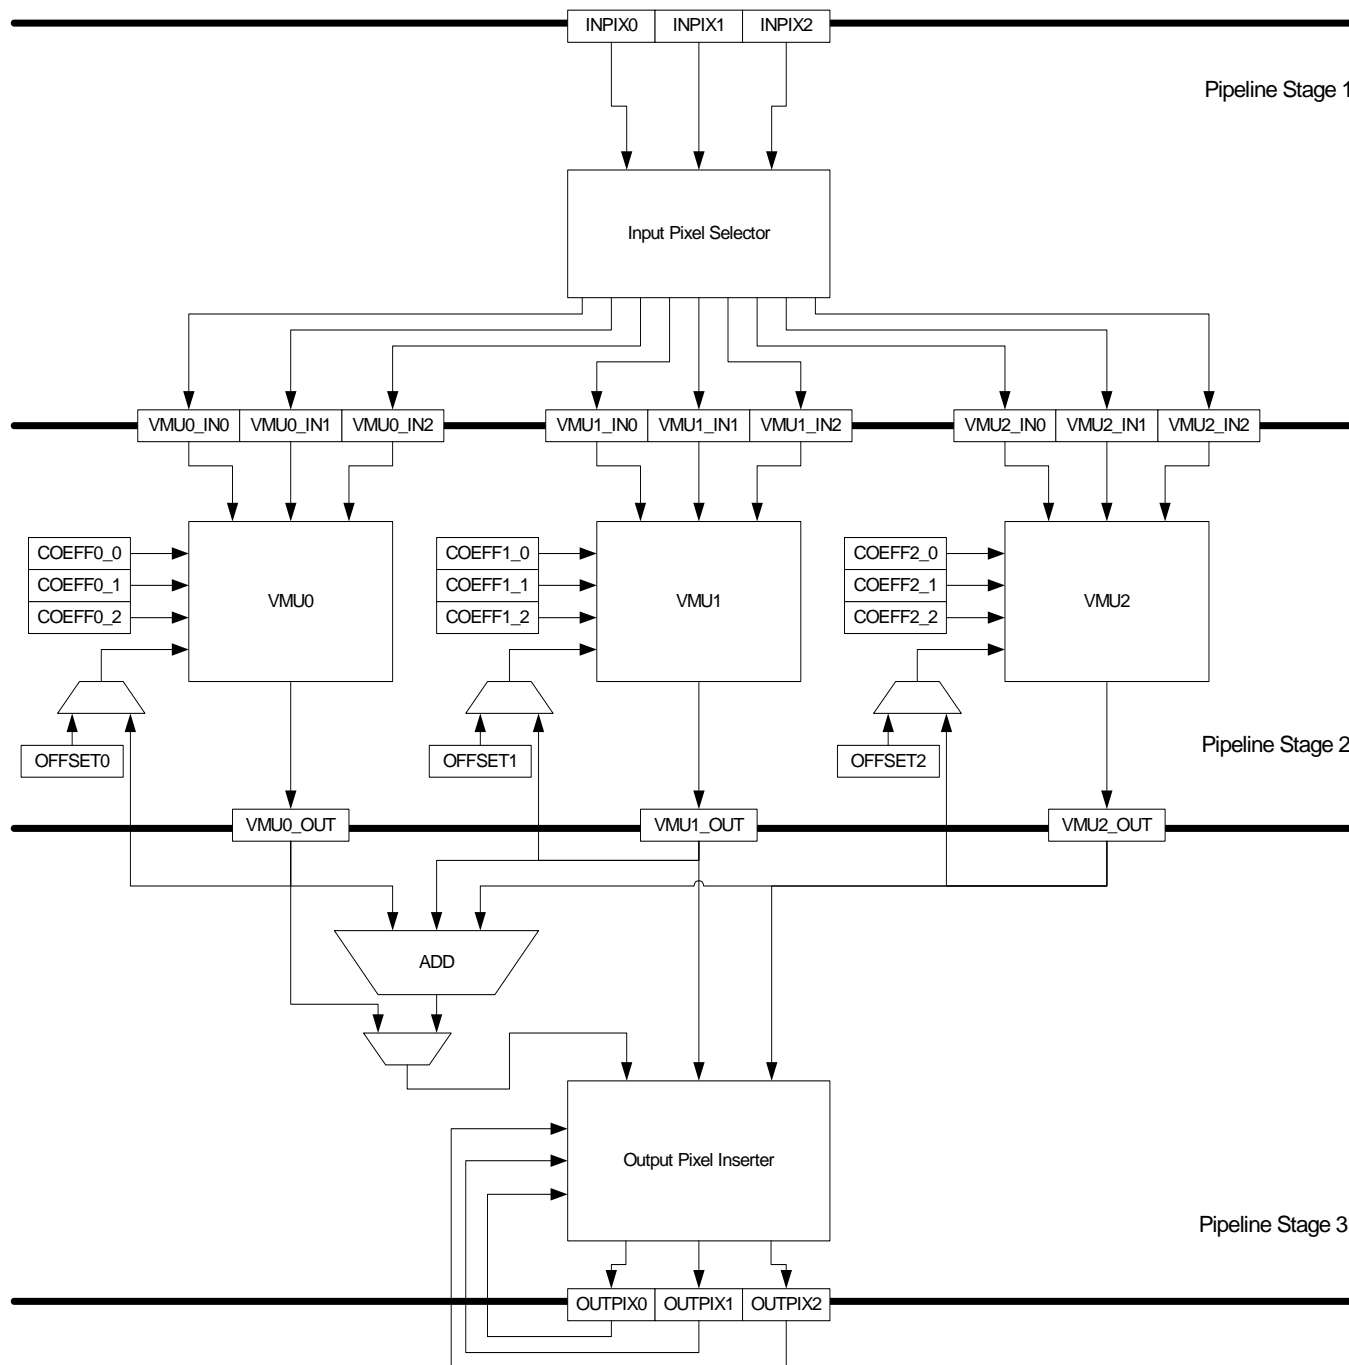 INPIX0 INPIX1 INPIX2
Pipeline Stage 1
Input Pixel Selector
VMU0_IN0 VMU0_IN1 VMU0_IN2 VMU1_IN0 VMU1_IN1 VMU1_IN2 VMU2_IN0 VMU2_IN1 VMU2_IN2
COEFF0_0 COEFF1_0 COEFF2_0
COEFF0_1 COEFF1_1 COEFF2_1
VMU0 VMU1 VMU2
COEFF0_2 COEFF1_2 COEFF2_2
Pipeline Stage 2
OFFSET0 OFFSET1 OFFSET2
VMU0_OUT VMU1_OUT VMU2_OUT
ADD
Output Pixel Inserter
Pipeline Stage 3
OUTPIX0 OUTPIX1 OUTPIX2